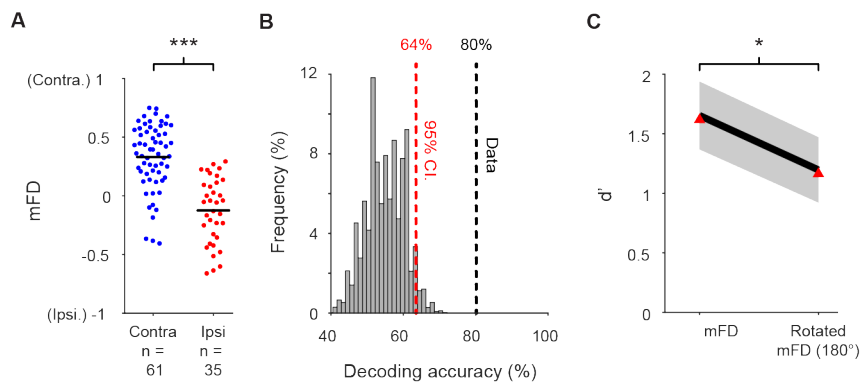 A
***
(Contra.) 1
0.5
0
-0.5
(Ipsi.) -1
mFD
Contra
n =
61
Ipsi
n =
35
B
64%
80%
12
8
4
0
Frequency (%)
95% CI.
Data
40
60
80
100
Decoding accuracy (%)
C
*
2
1.5
1
1.5
0
d'
mFD
Rotated
mFD (180°)